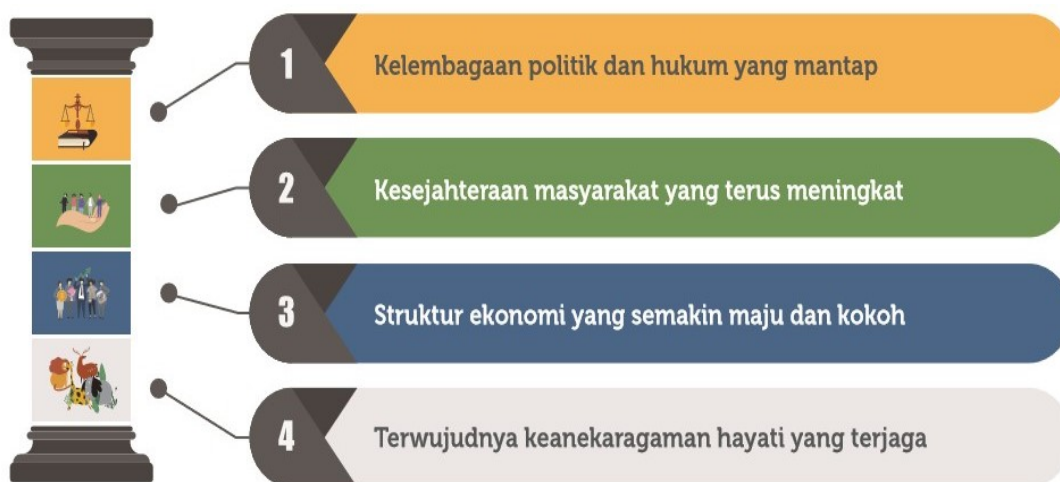 1
Kelembagaan politik dan hukum yang mantap
2
Kesejahteraan masyarakat yang terus meningkat
3
Struktur ekonomi yang semakin maju dan kokoh
4
Terwujudnya keanekaragaman hayati yang terjaga